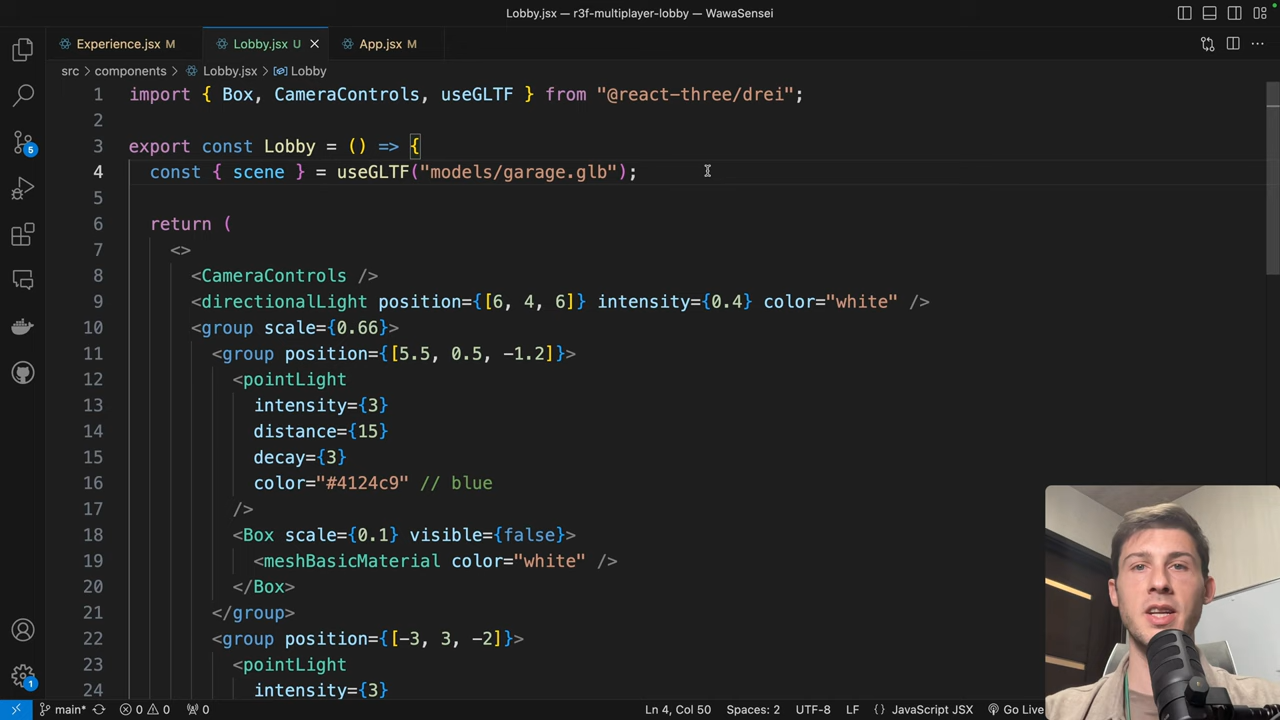 Lobby.jsx — r3f-multiplayer-lobby — WawaSensei
Experience.jsx M
Lobby.jsx U
App.jsx M
src > components > Lobby.jsx > Lobby
1 import { Box, CameraControls, useGLTF } from "@react-three/drei";
2
3 export const Lobby = () => {
4 const { scene } = useGLTF("models/garage.glb");
5
6 return (
7 <>
8 <CameraControls />
9 <directionalLight position={[6, 4, 6]} intensity={0.4} color="white" />
10 <group scale={0.66}>
11 <group position={[5.5, 0.5, -1.2]}>
12 <pointLight
13 intensity={3}
14 distance={15}
15 decay={3}
16 color="#4124c9" // blue
17 />
18 <Box scale={0.1} visible={false}>
19 <meshBasicMaterial color="white" />
20 </Box>
21 </group>
22 <group position={[-3, 3, -2]}>
23 <pointLight
24 intensity={3}
5
1
main* 0 0 0 Ln 4, Col 50 Spaces: 2 UTF-8 LF {} JavaScript JSX Go Live